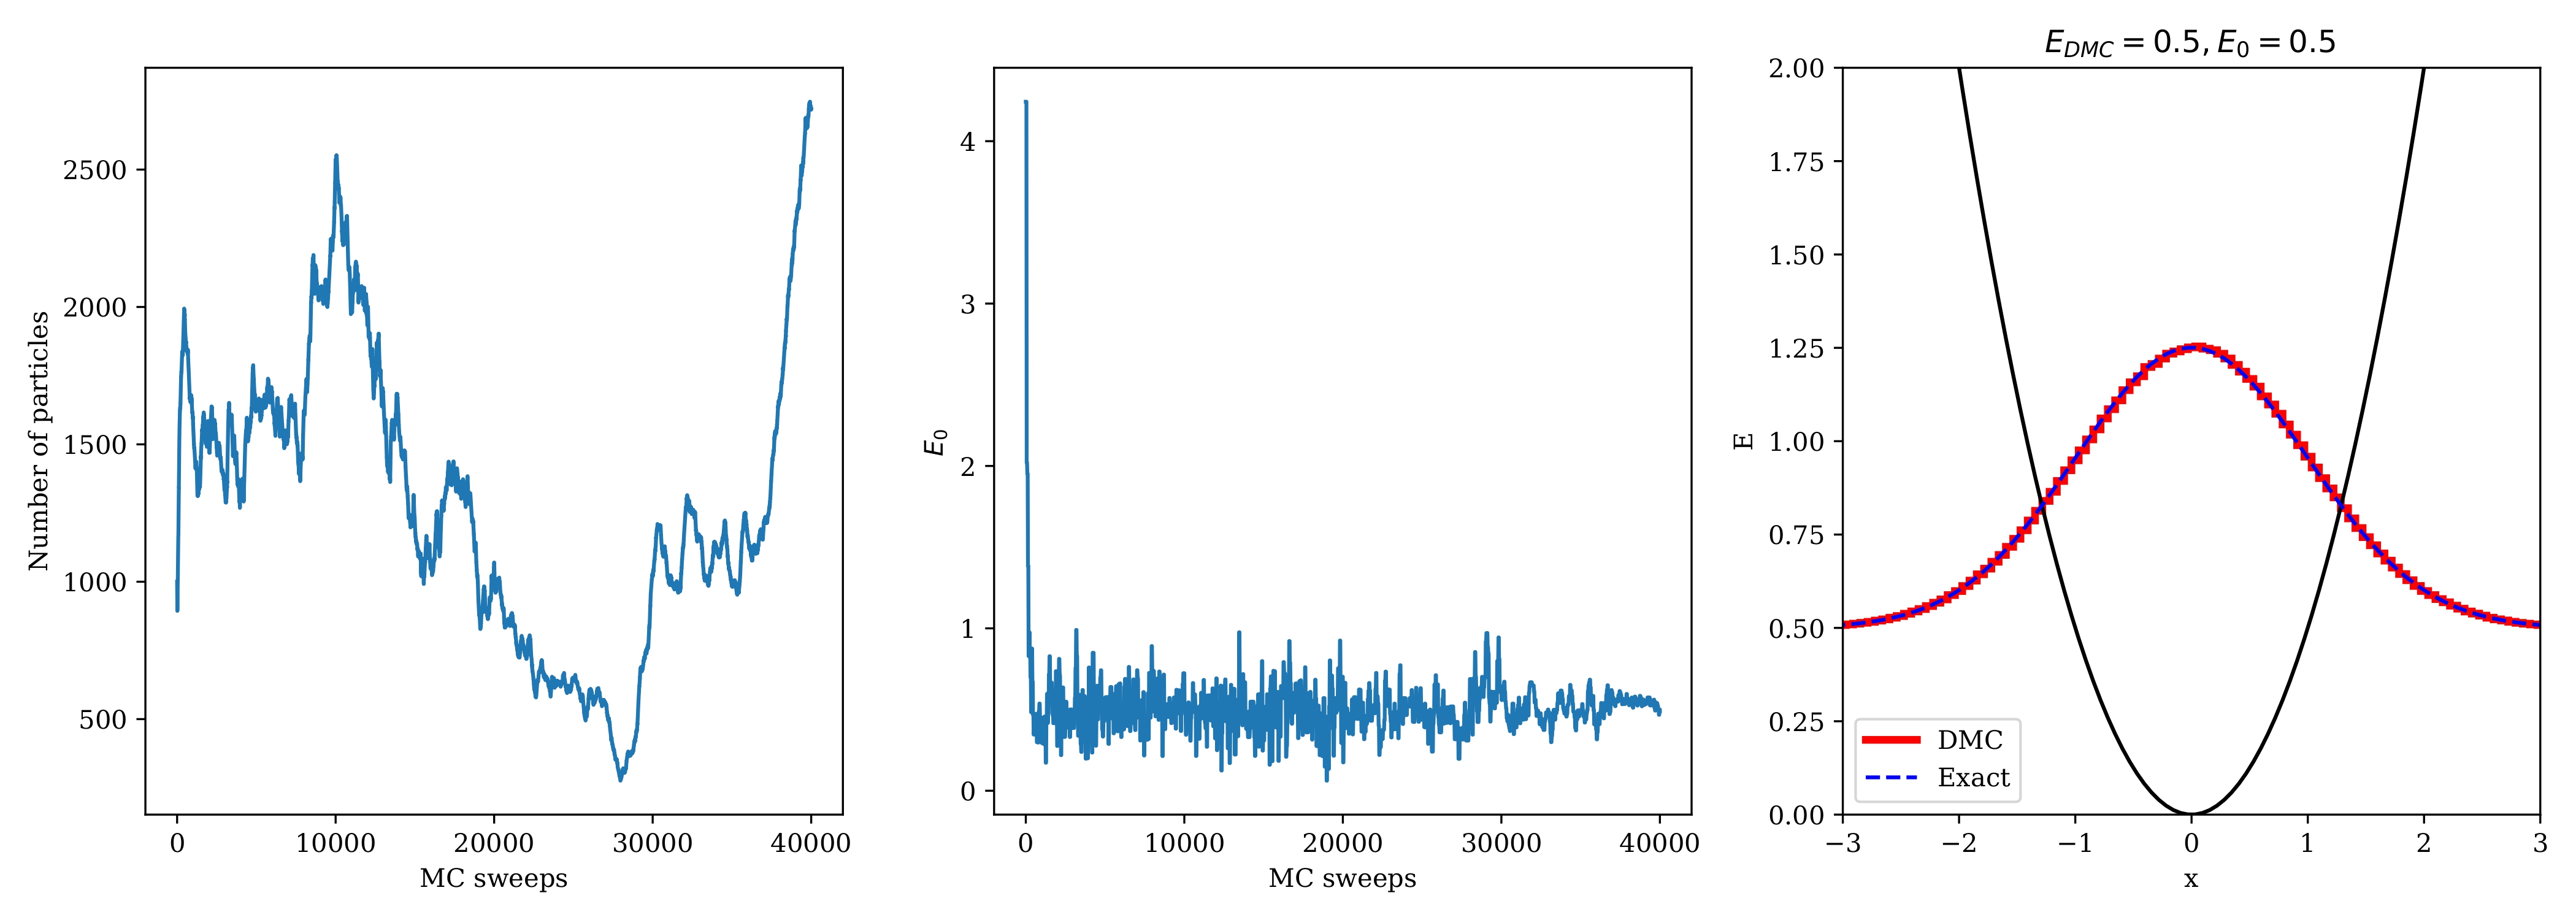 Number of particles
2500
2000
1500
1000
500
0 10000 20000 30000 40000
MC sweeps
E₀
4
3
2
1
0
0 10000 20000 30000 40000
MC sweeps
E_DMC = 0.5, E₀ = 0.5
E
2.00
1.75
1.50
1.25
1.00
0.75
0.50
0.25
0.00
DMC
Exact
−3 −2 −1 0 1 2 3
x